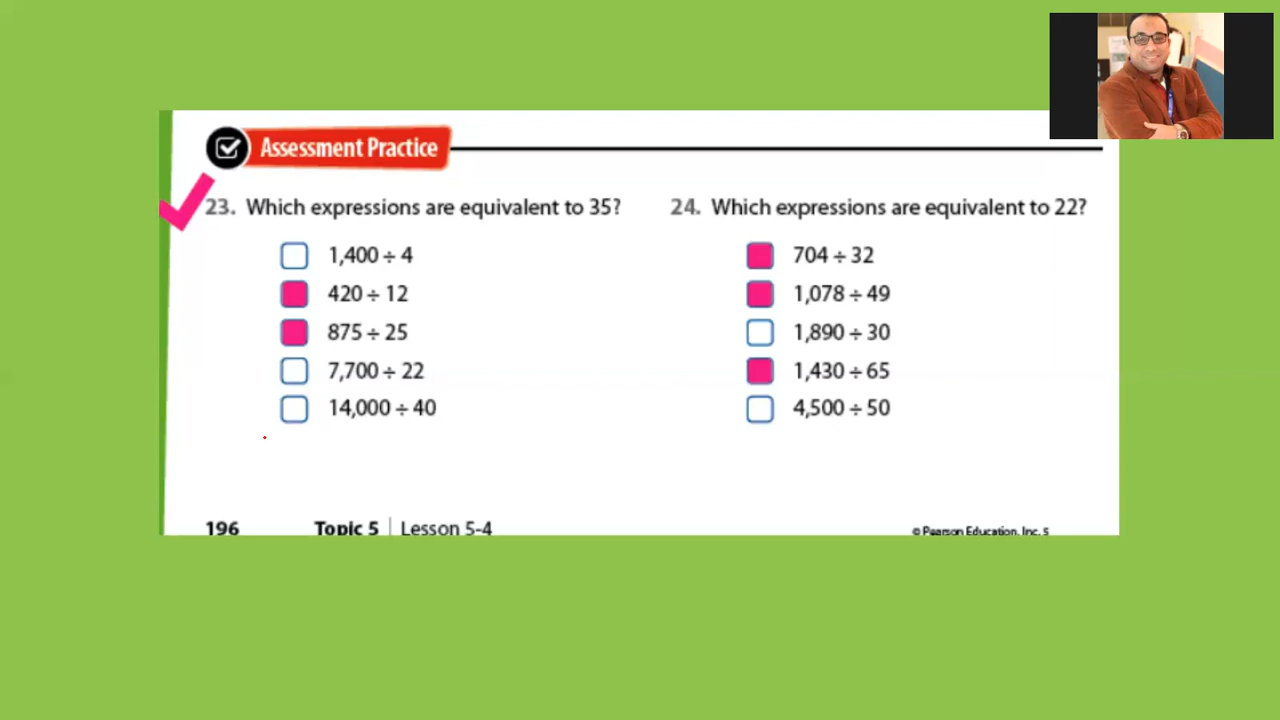 Assessment Practice
23. Which expressions are equivalent to 35?
1,400 ÷ 4
420 ÷ 12
875 ÷ 25
7,700 ÷ 22
14,000 ÷ 40
24. Which expressions are equivalent to 22?
704 ÷ 32
1,078 ÷ 49
1,890 ÷ 30
1,430 ÷ 65
4,500 ÷ 50
196 Topic 5 | Lesson 5-4
© Pearson Education, Inc. 5